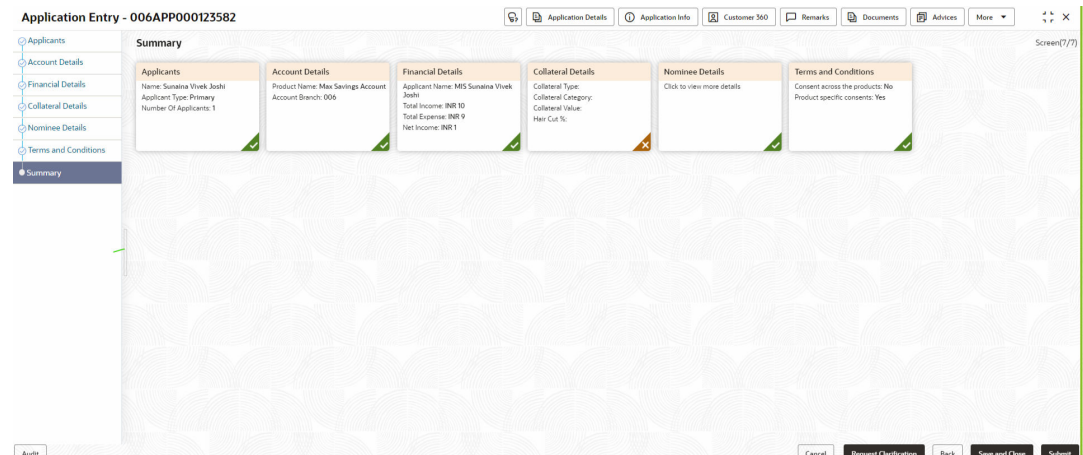 Application Entry - 006APP000123582
Application Details
Application Info
Customer 360
Remarks
Documents
Advices
More
Applicants
Account Details
Financial Details
Collateral Details
Nominee Details
Terms and Conditions
Summary
Summary
Screen(7/7)
Applicants
Name: Sunaina Vivek Joshi
Applicant Type: Primary
Number Of Applicants: 1
Account Details
Product Name: Max Savings Account
Account Branch: 006
Financial Details
Applicant Name: MIS Sunaina Vivek
Joshi
Total Income: INR 10
Total Expense: INR 9
Net Income: INR 1
Collateral Details
Collateral Type:
Collateral Category:
Collateral Value:
Hair Cut %:
Nominee Details
Click to view more details
Terms and Conditions
Consent across the products: No
Product specific consents: Yes
Audit
Cancel
Request Clarification
Back
Save and Close
Submit